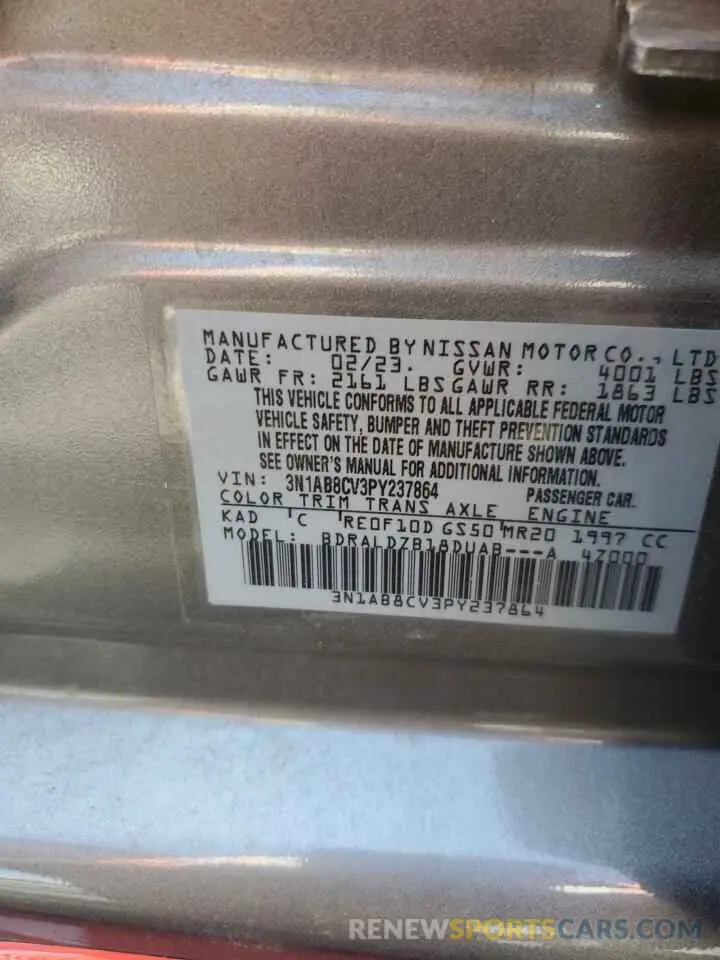 MANUFACTURED BY NISSAN MOTOR CO., LTD
DATE: 02/23. GVWR: 4001 LBS
GAWR FR: 2161 LBS GAWR RR: 1863 LBS
THIS VEHICLE CONFORMS TO ALL APPLICABLE FEDERAL MOTOR
VEHICLE SAFETY, BUMPER AND THEFT PREVENTION STANDARDS
IN EFFECT ON THE DATE OF MANUFACTURE SHOWN ABOVE.
SEE OWNER'S MANUAL FOR ADDITIONAL INFORMATION.
VIN: 3N1AB8CV3PY237864 PASSENGER CAR.
COLOR TRIM TRANS AXLE ENGINE
KAD C RE0F10D GS50 MR20 1997 CC
MODEL: BDRALDZB18DUAB---A 4Z000
3N1AB8CV3PY237864
RENEWSPORTSCARS.COM